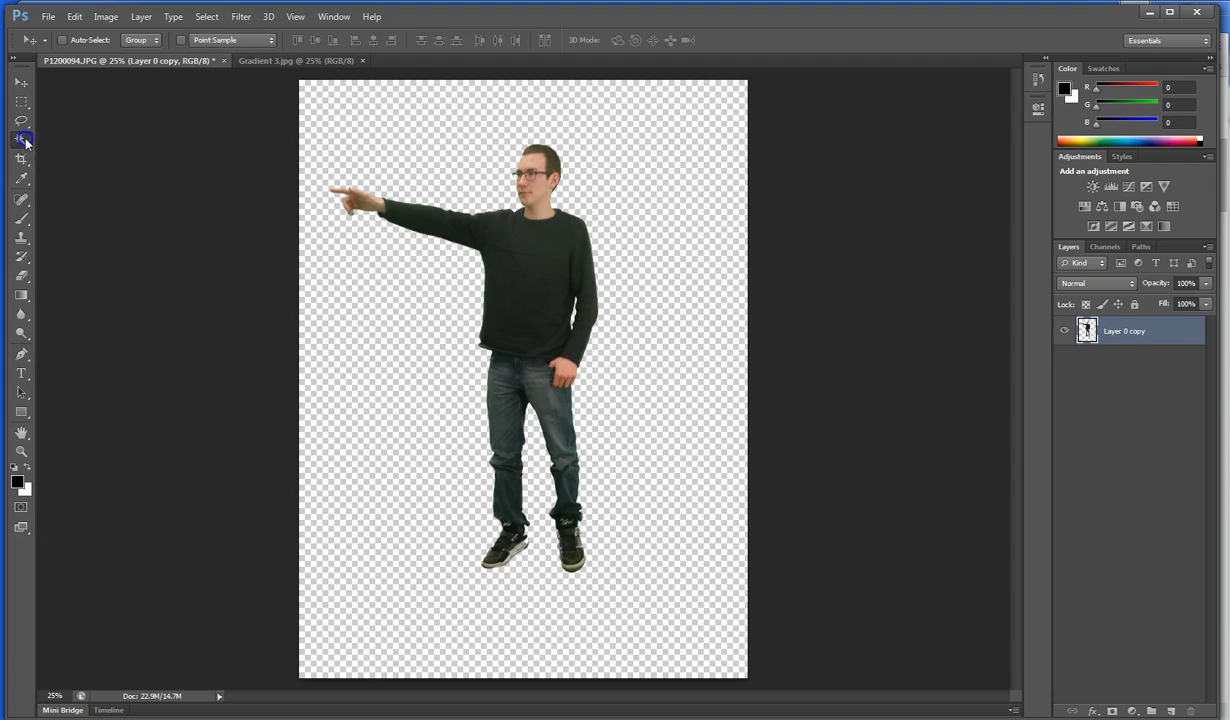 Ps File Edit Image Layer Type Select Filter 3D View Window Help
Auto-Select: Group Point Sample 3D Mode: Essentials
P1200094.JPG @ 25% (Layer 0 copy, RGB/8) * × Gradient 3.jpg @ 25% (RGB/8) ×
Color Swatches
R 0
G 0
B 0
Adjustments Styles
Add an adjustment
Layers Channels Paths
Kind
Normal Opacity: 100%
Lock: Fill: 100%
Layer 0 copy
25% Doc: 22.9M/14.7M
Mini Bridge Timeline